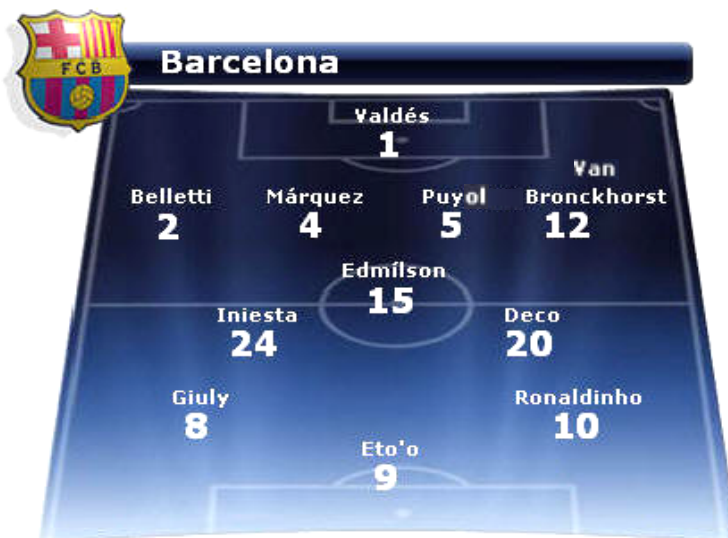 FCB
Barcelona
Valdés
1
Van
Belletti Márquez Puyol Bronckhorst
2 4 5 12
Edmílson
15
Iniesta Deco
24 20
Giuly Ronaldinho
8 10
Eto'o
9